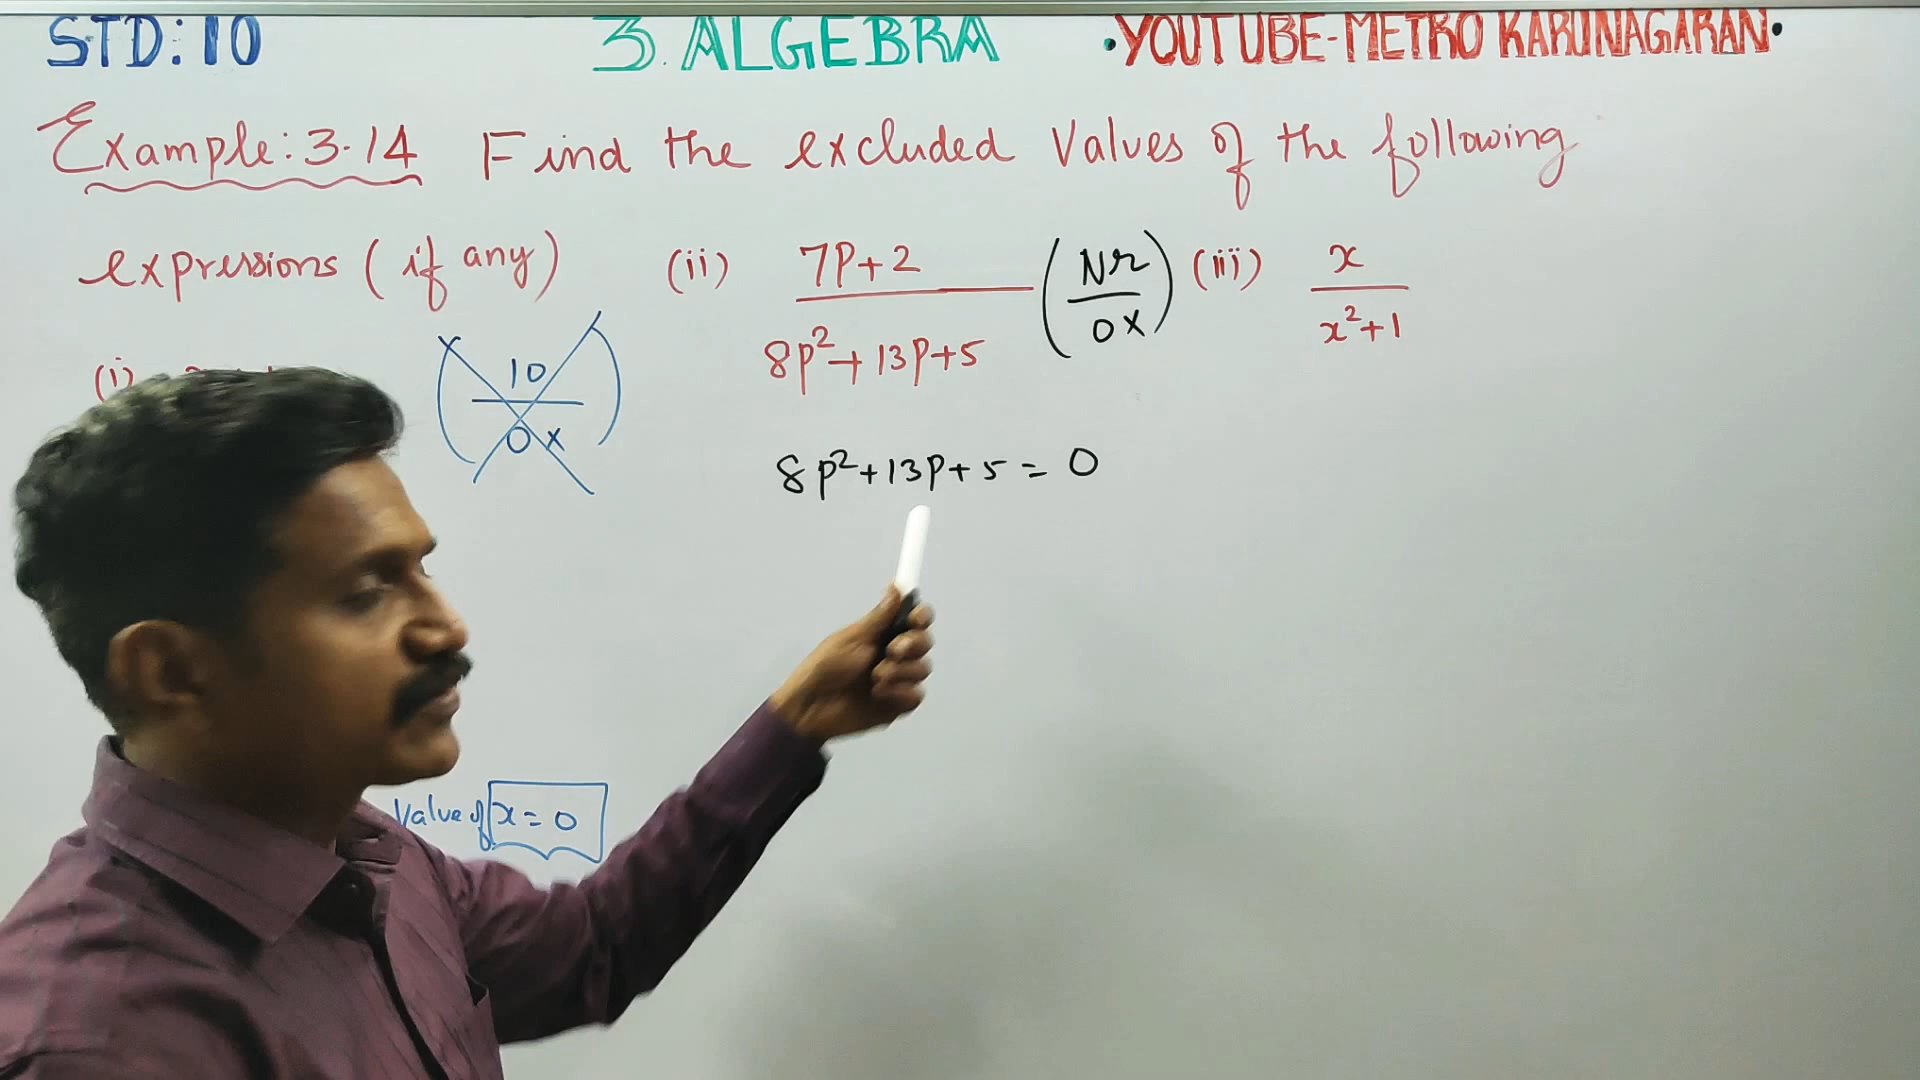 STD: 10 3. ALGEBRA •YOUTUBE-METRO KARUNAGARAN•
Example: 3.14 Find the excluded Values of the following
expressions (if any) (ii) 7P+2 / 8p²+13p+5 (Nr / 0 x) (iii) x / x²+1
(i)
10
0 x
8p²+13p+5 = 0
Value of x = 0